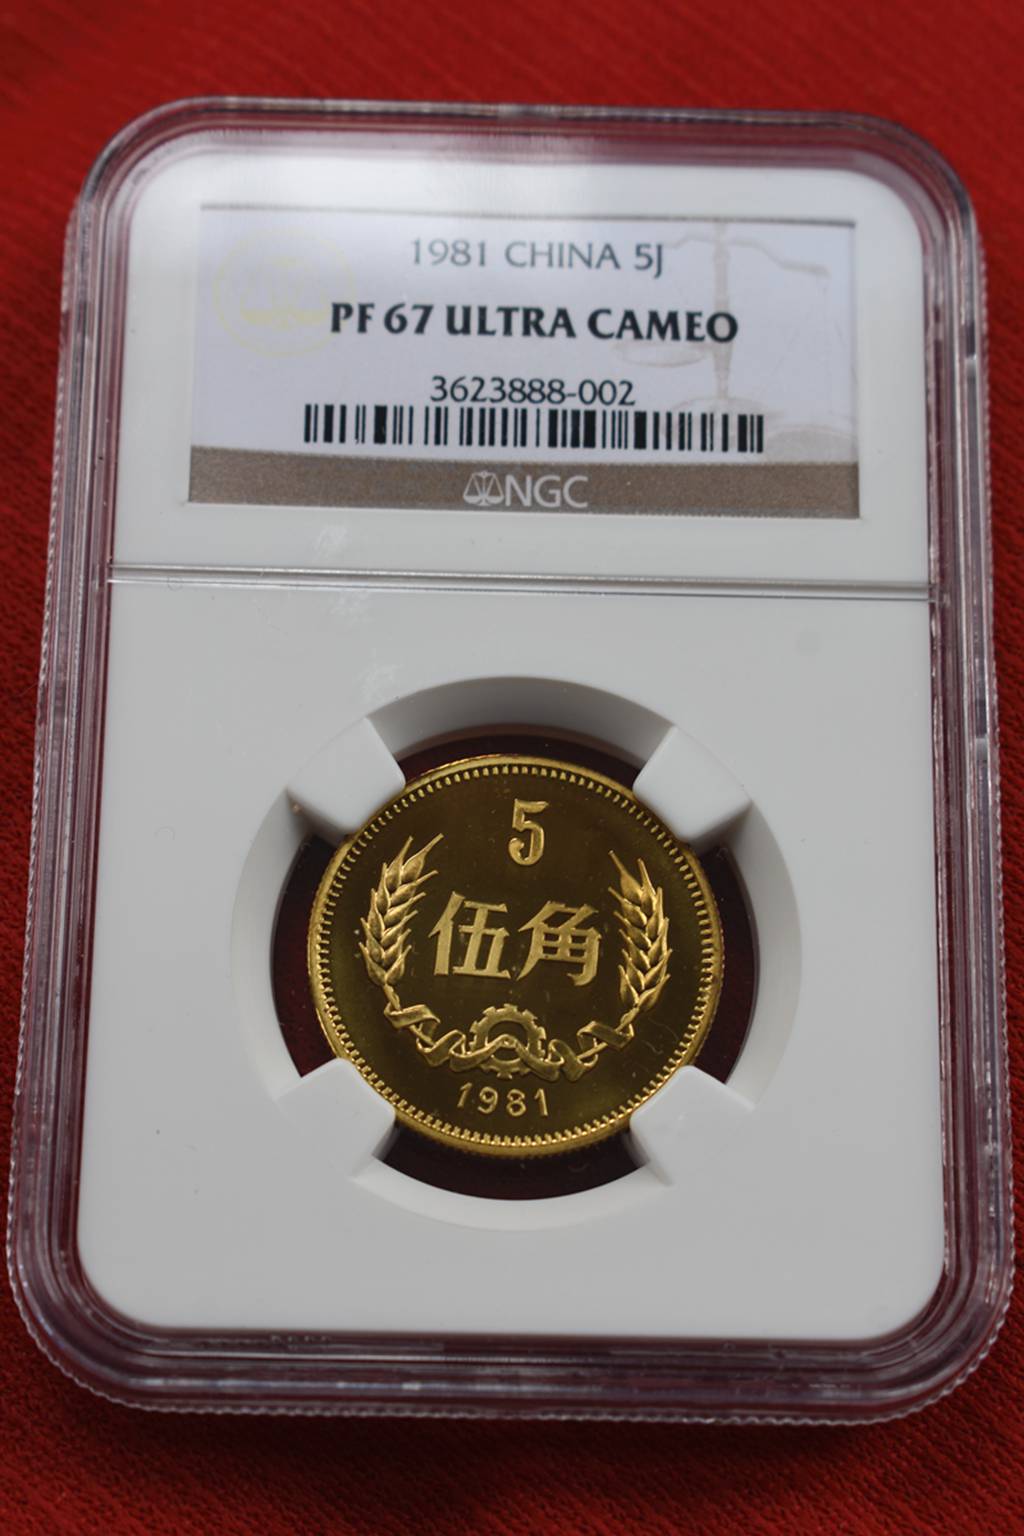 1981 CHINA 5J
PF 67 ULTRA CAMEO
3623888-002
NGC
5
伍角
1981